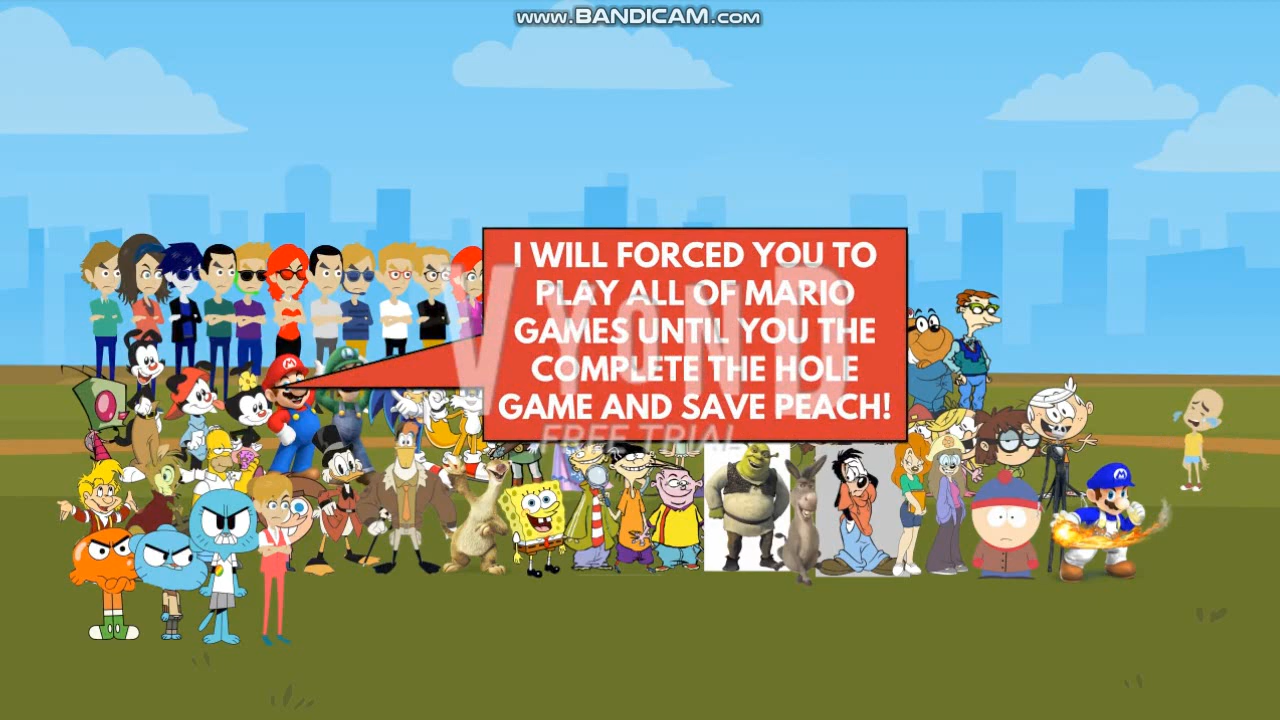 www.BANDICAM.com
I WILL FORCED YOU TO
PLAY ALL OF MARIO
GAMES UNTIL YOU THE
COMPLETE THE HOLE
GAME AND SAVE PEACH!
VYOND
FREE TRIAL